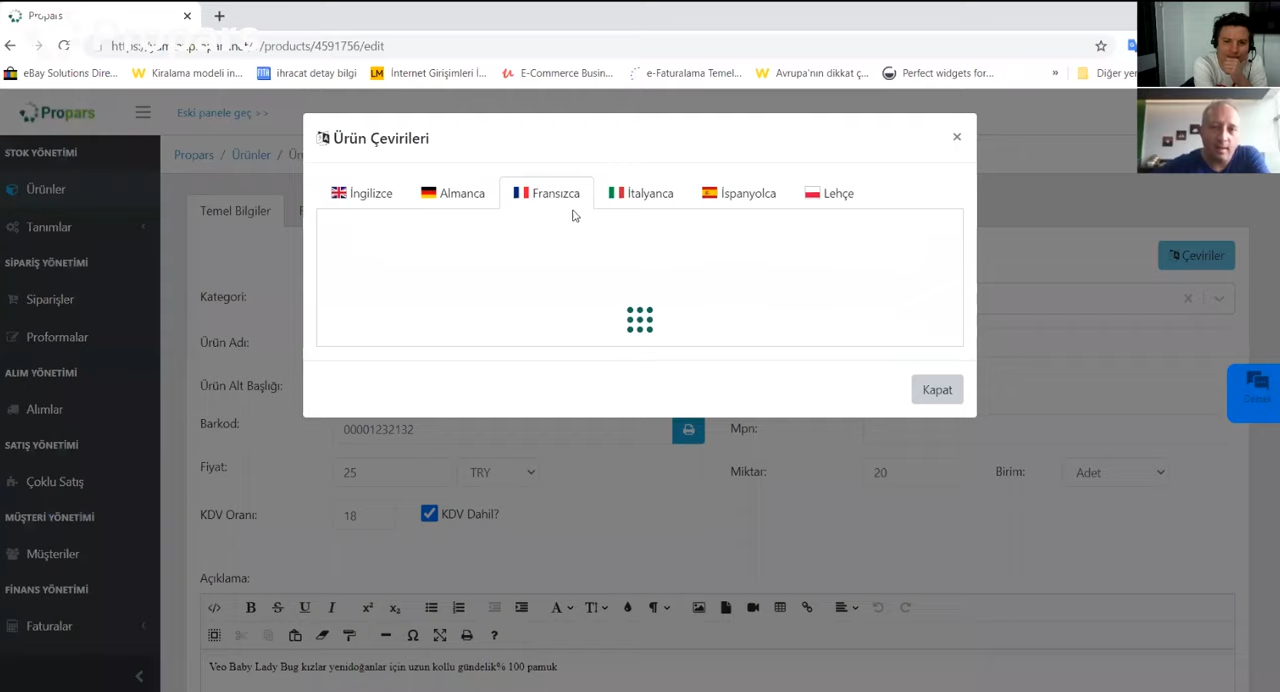 Propars
/products/4591756/edit
eBay Solutions Dire...
Kiralama modeli in...
ihracat detay bilgi
LM İnternet Girişimleri İ...
E-Commerce Busin...
e-Faturalama Temel...
Avrupa'nın dikkat ç...
Perfect widgets for...
»
Diğer yer
Propars
Eski panele geç >>
STOK YÖNETİMİ
Ürünler
Tanımlar
SİPARİŞ YÖNETİMİ
Siparişler
Proformalar
ALIM YÖNETİMİ
Alımlar
SATIŞ YÖNETİMİ
Çoklu Satış
MÜŞTERİ YÖNETİMİ
Müşteriler
FİNANS YÖNETİMİ
Faturalar
Propars / Ürünler /
Temel Bilgiler
Ürün Çevirileri
×
İngilizce
Almanca
Fransızca
İtalyanca
İspanyolca
Lehçe
Kapat
Çeviriler
Kategori:
Ürün Adı:
Ürün Alt Başlığı:
Barkod:
00001232132
Mpn:
Fiyat:
25
TRY
Miktar:
20
Birim:
Adet
KDV Oranı:
18
KDV Dahil?
Açıklama:
Veo Baby Lady Bug kızlar yenidoğanlar için uzun kollu gündelik% 100 pamuk
Destek